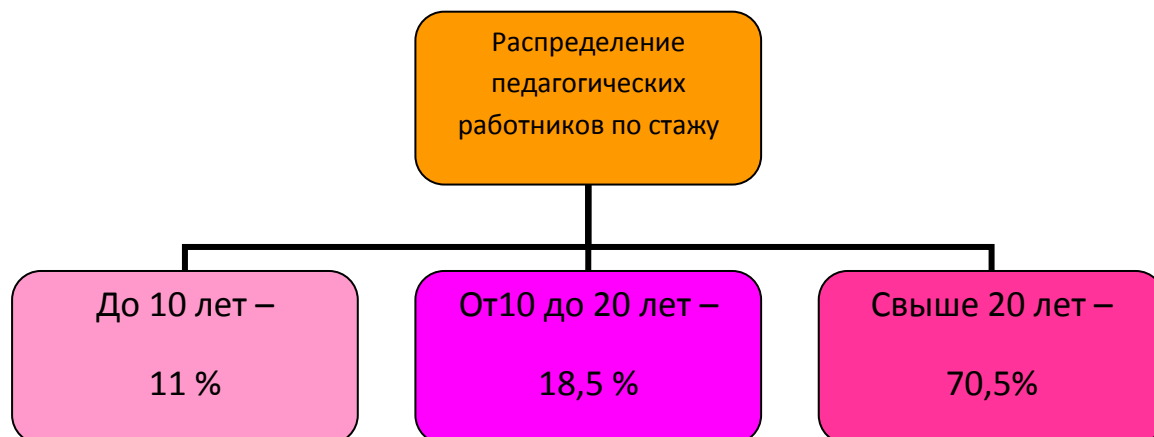 Распределение
педагогических
работников по стажу
До 10 лет –
11 %
От10 до 20 лет –
18,5 %
Свыше 20 лет –
70,5%